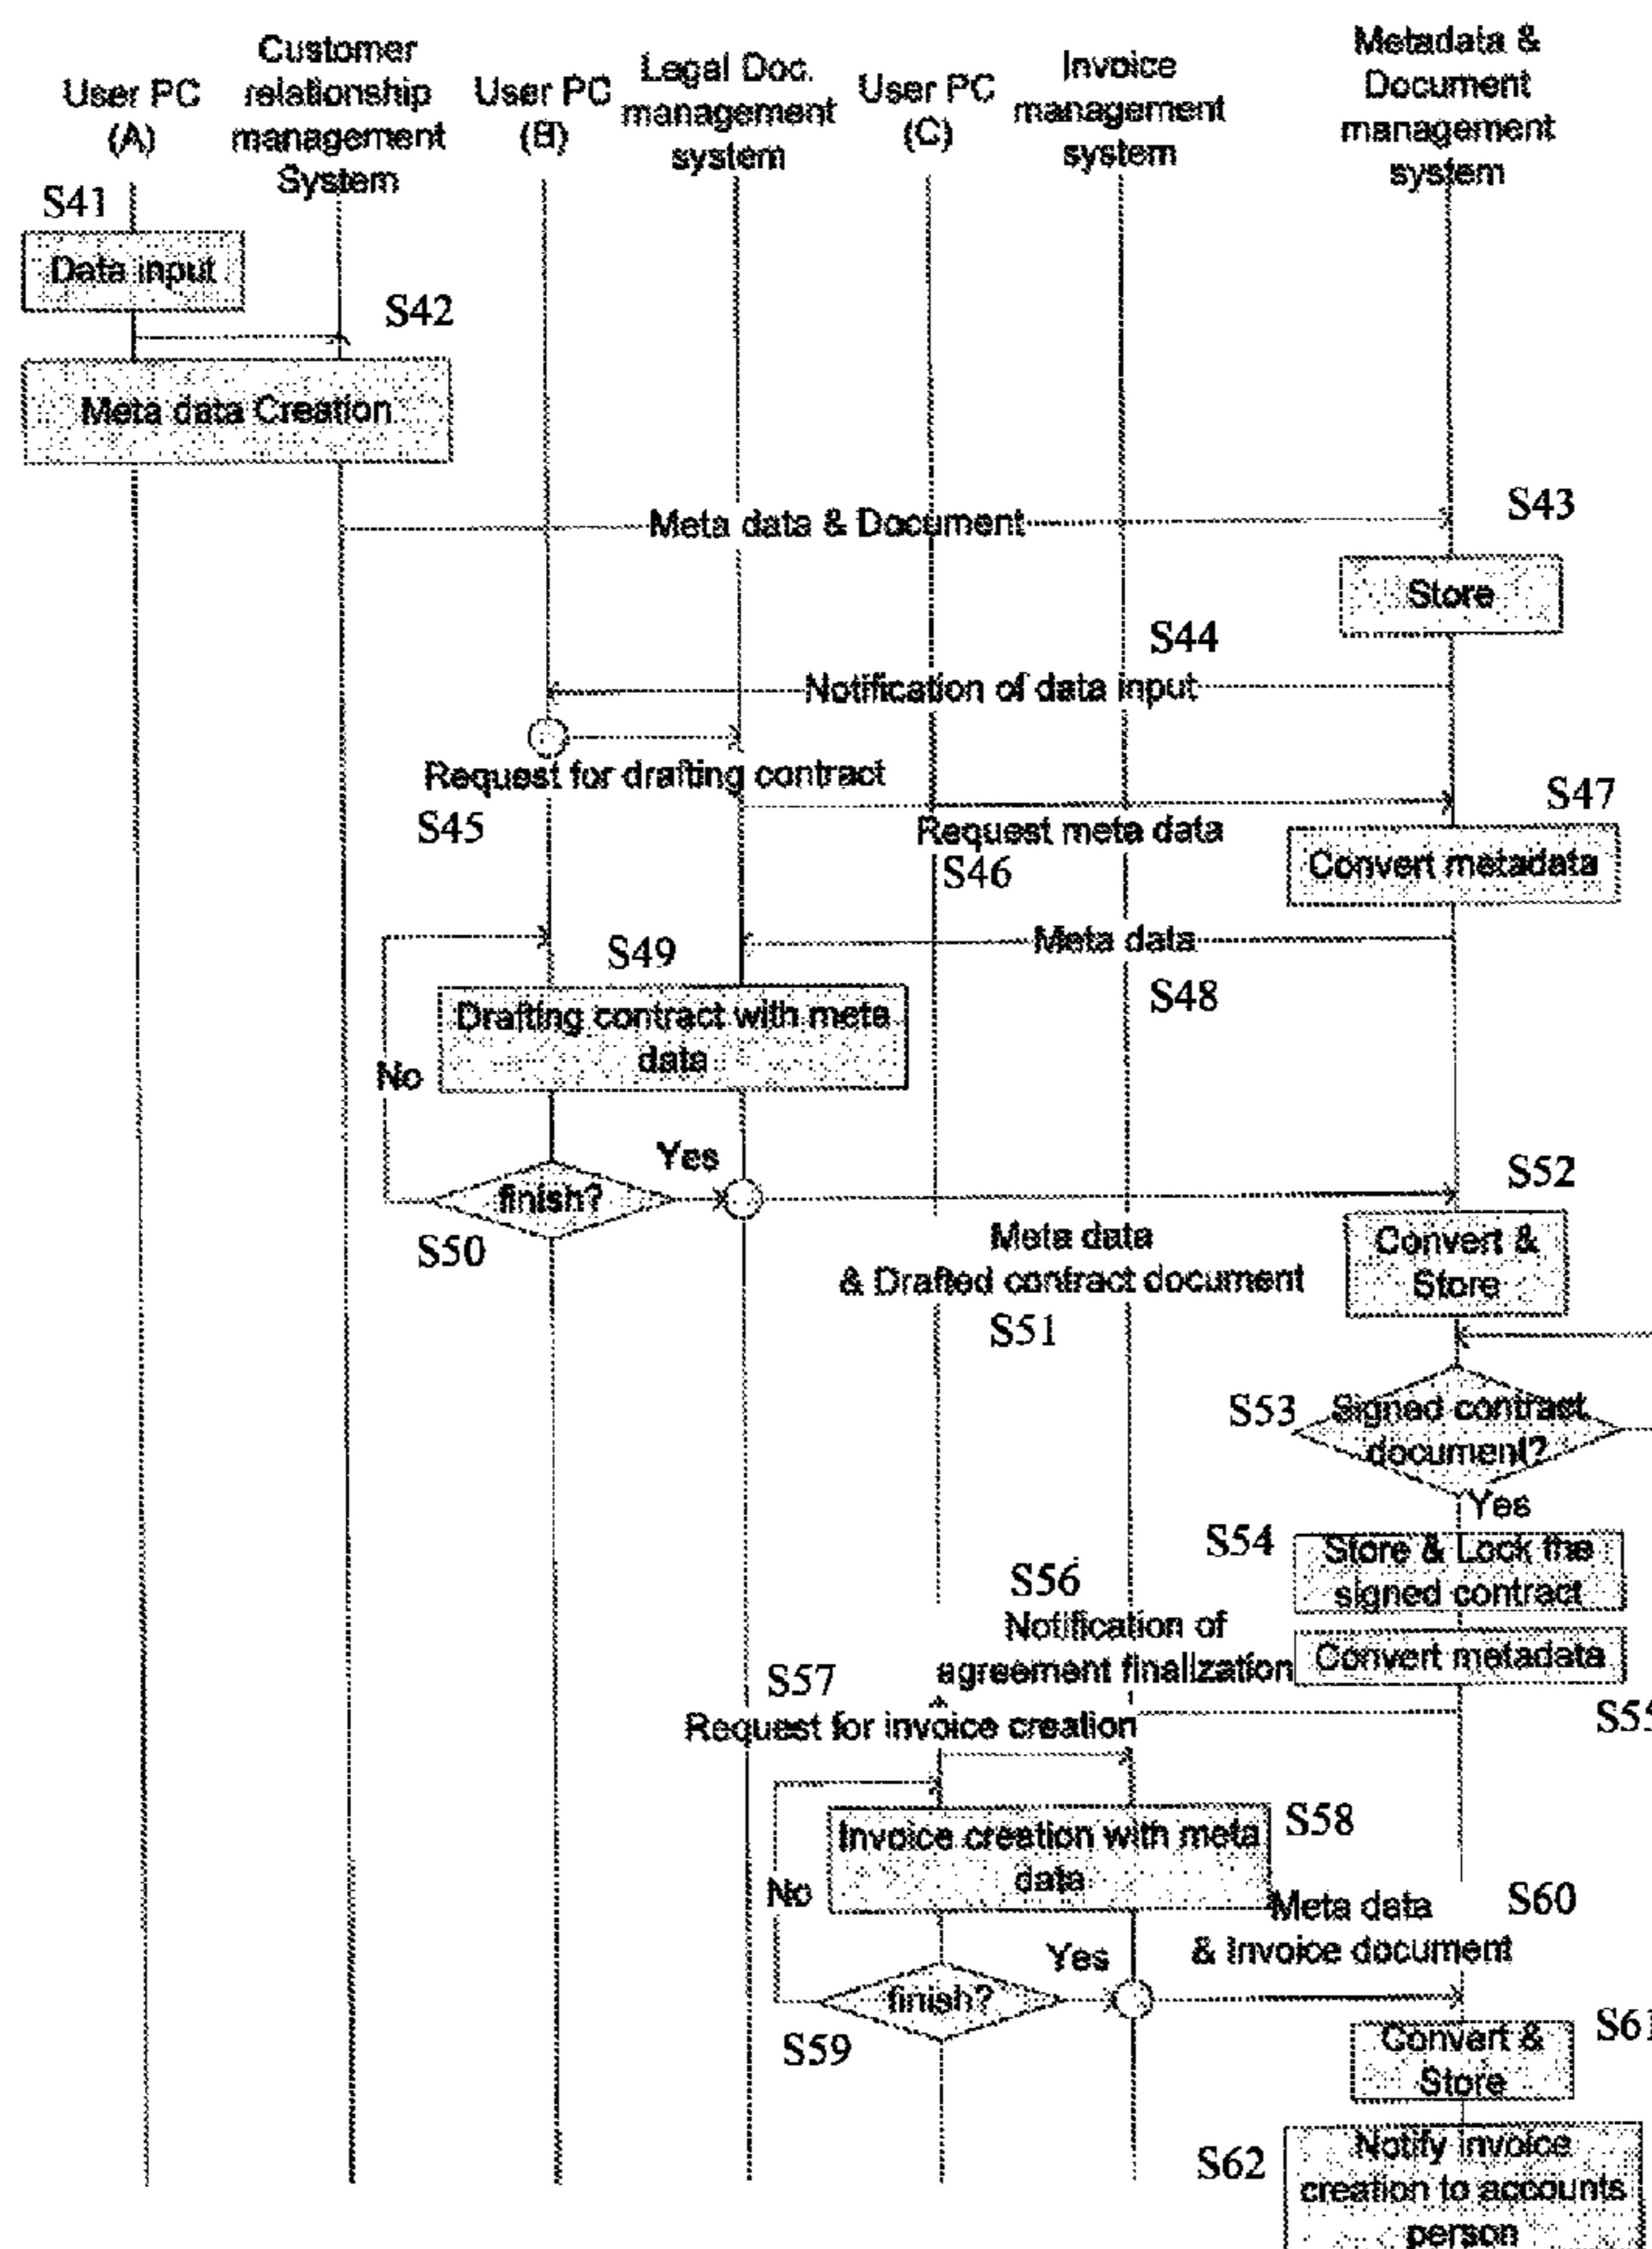 User PC
(A)
Customer
relationship
management
System
User PC
(B)
Legal Doc.
management
system
User PC
(C)
Invoice
management
system
Metadata &
Document
management
system
S41
Data input
S42
Meta data Creation
Meta data & Document
S43
Store
S44
Notification of data input
Request for drafting contract
S45
Request meta data
S46
S47
Convert metadata
Meta data
S48
S49
Drafting contract with meta
data
No
Yes
finish?
S50
Meta data
& Drafted contract document
S51
S52
Convert &
Store
S53
Signed contract
document?
Yes
S54
Store & Lock the
signed contract
Convert metadata
S55
S56
Notification of
agreement finalization
S57
Request for invoice creation
S58
Invoice creation with meta
data
No
Yes
finish?
S59
Meta data
& Invoice document
S60
Convert &
Store
S61
S62
Notify invoice
creation to accounts
person